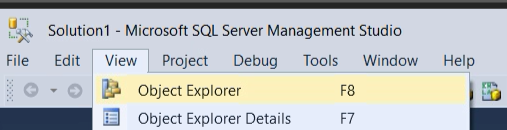 Solution1 - Microsoft SQL Server Management Studio
File Edit View Project Debug Tools Window Help
Object Explorer F8
Object Explorer Details F7